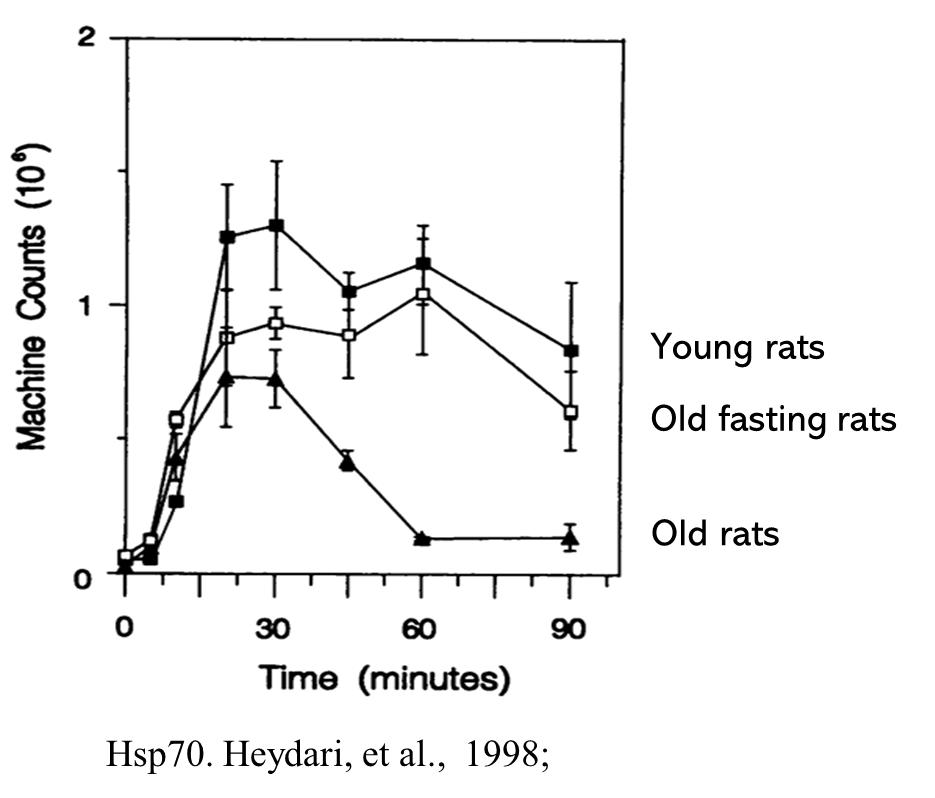 2
Machine Counts (10⁶)
1
0
0 30 60 90
Time (minutes)
Young rats
Old fasting rats
Old rats
Hsp70. Heydari, et al., 1998;